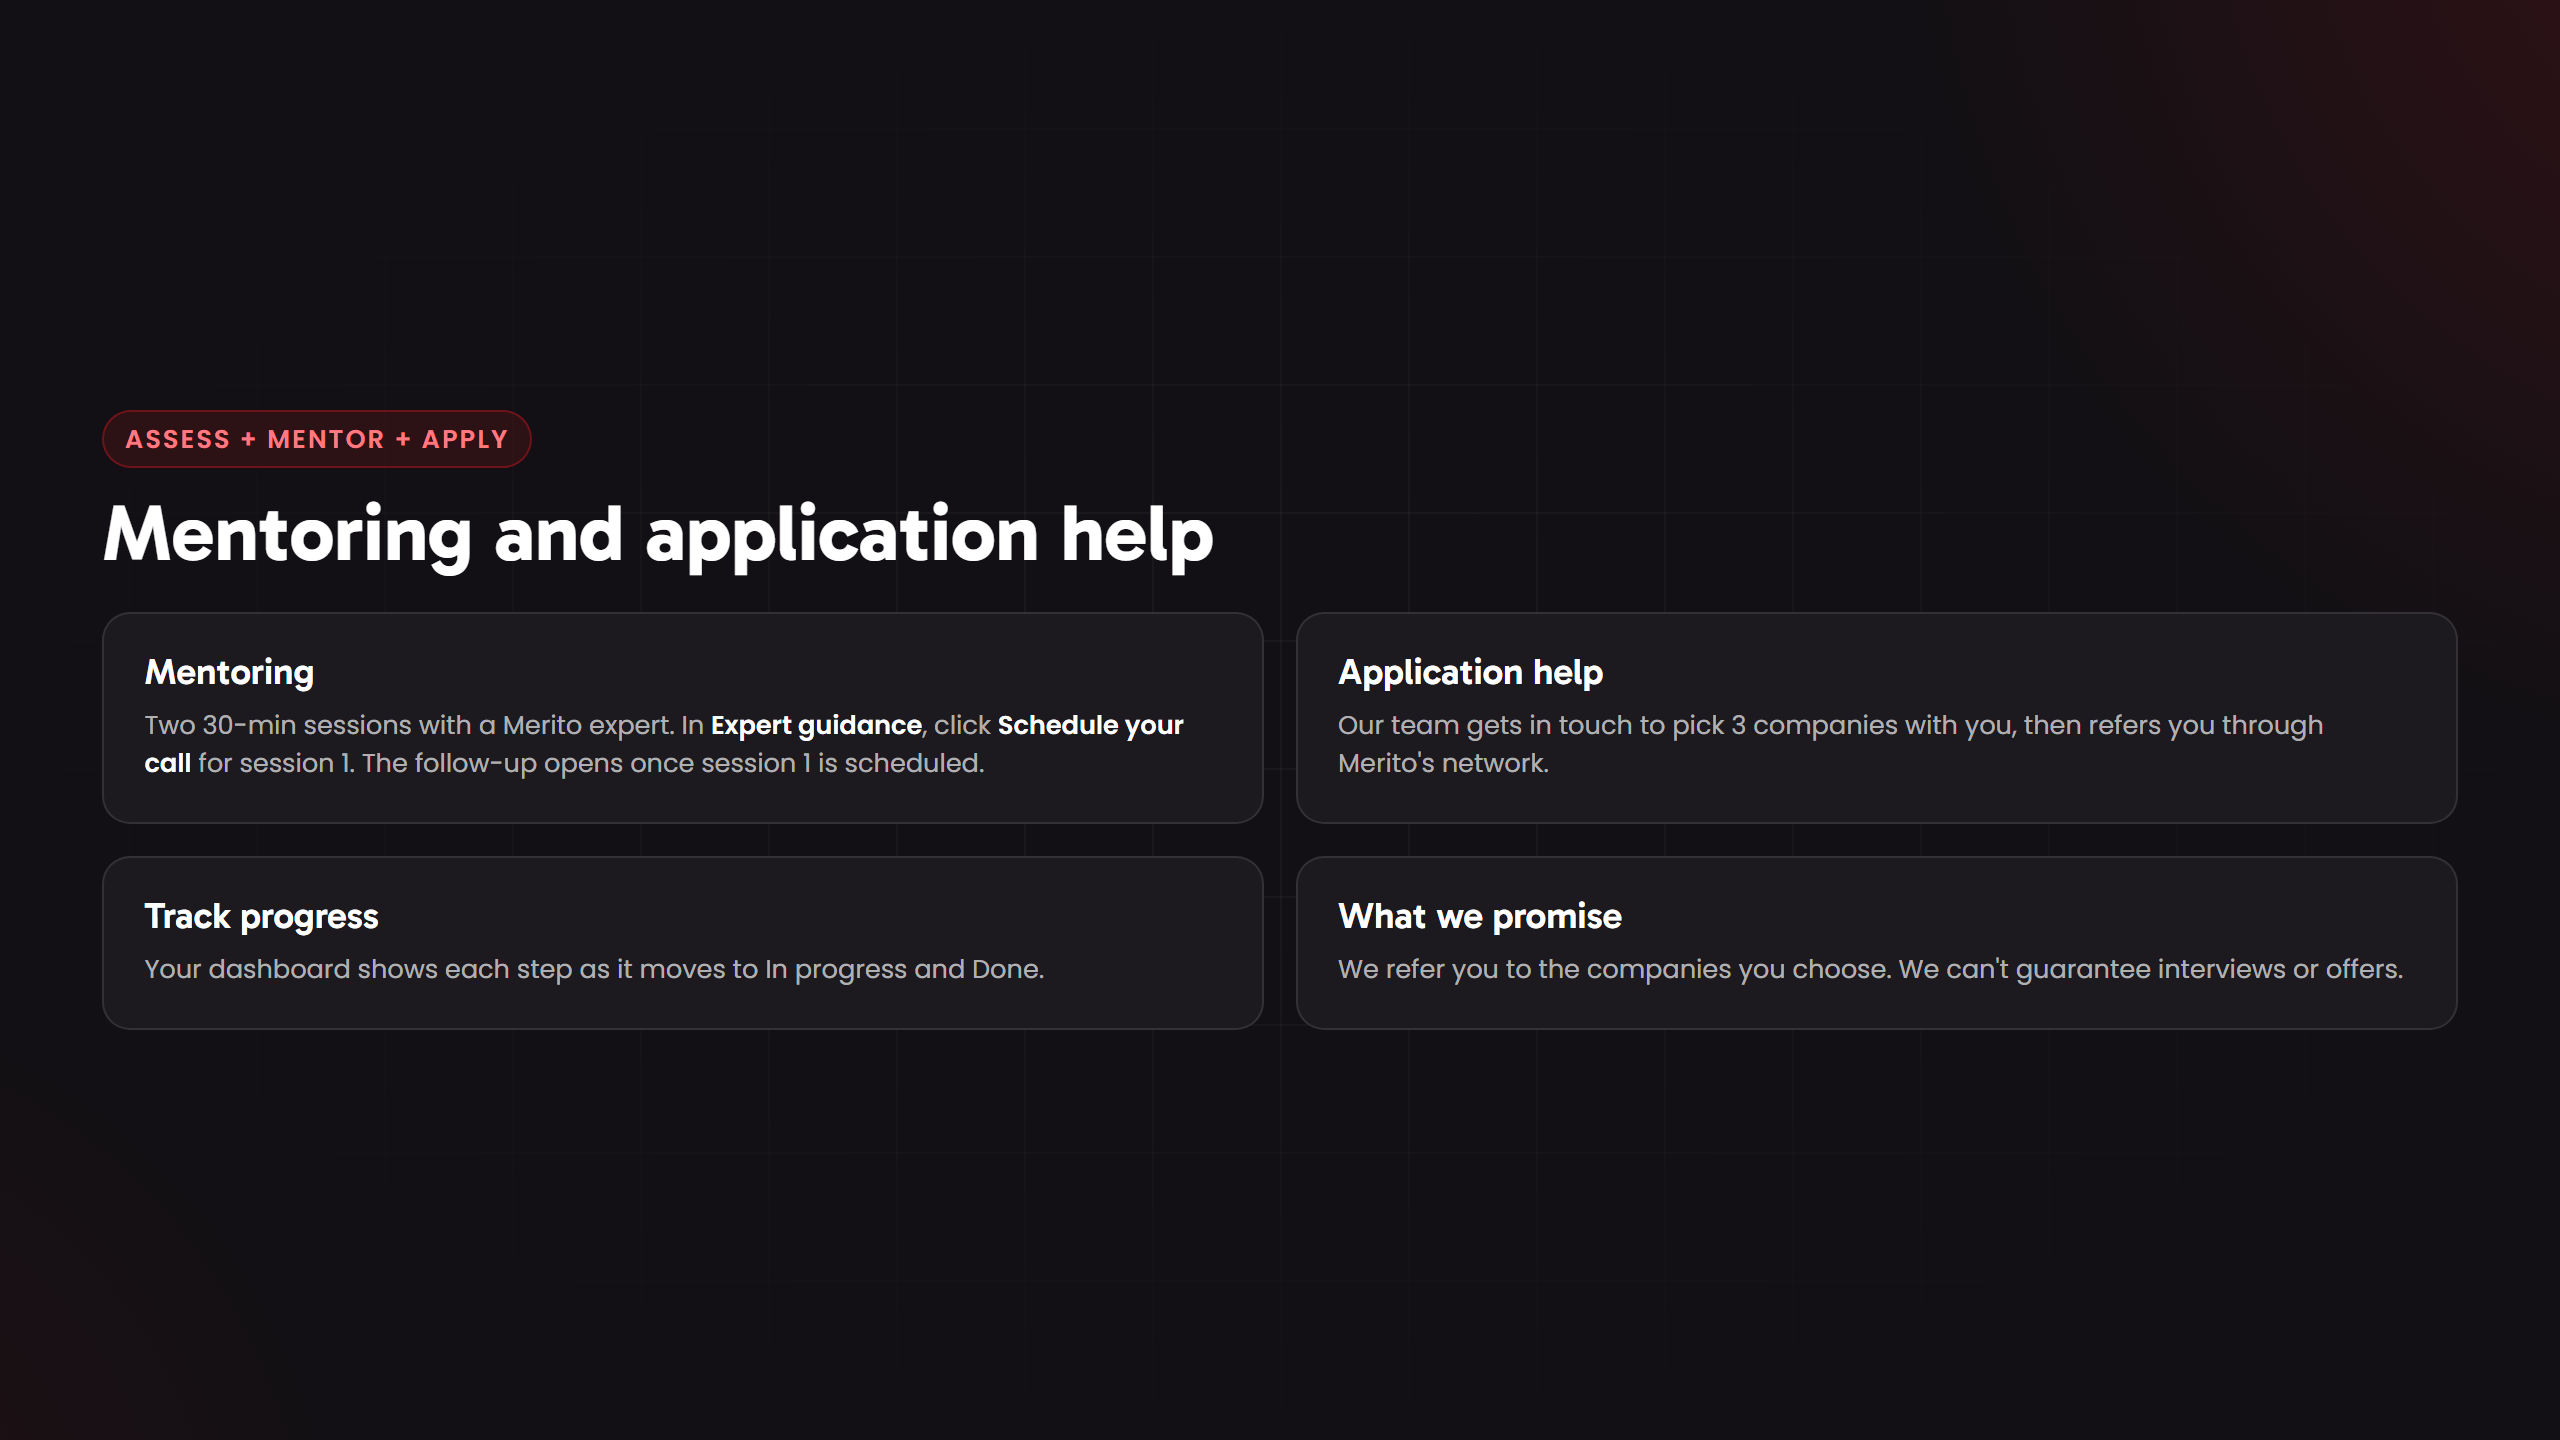 ASSESS + MENTOR + APPLY
Mentoring and application help
Mentoring
Two 30-min sessions with a Merito expert. In Expert guidance, click Schedule your
call for session 1. The follow-up opens once session 1 is scheduled.
Application help
Our team gets in touch to pick 3 companies with you, then refers you through
Merito's network.
Track progress
Your dashboard shows each step as it moves to In progress and Done.
What we promise
We refer you to the companies you choose. We can't guarantee interviews or offers.